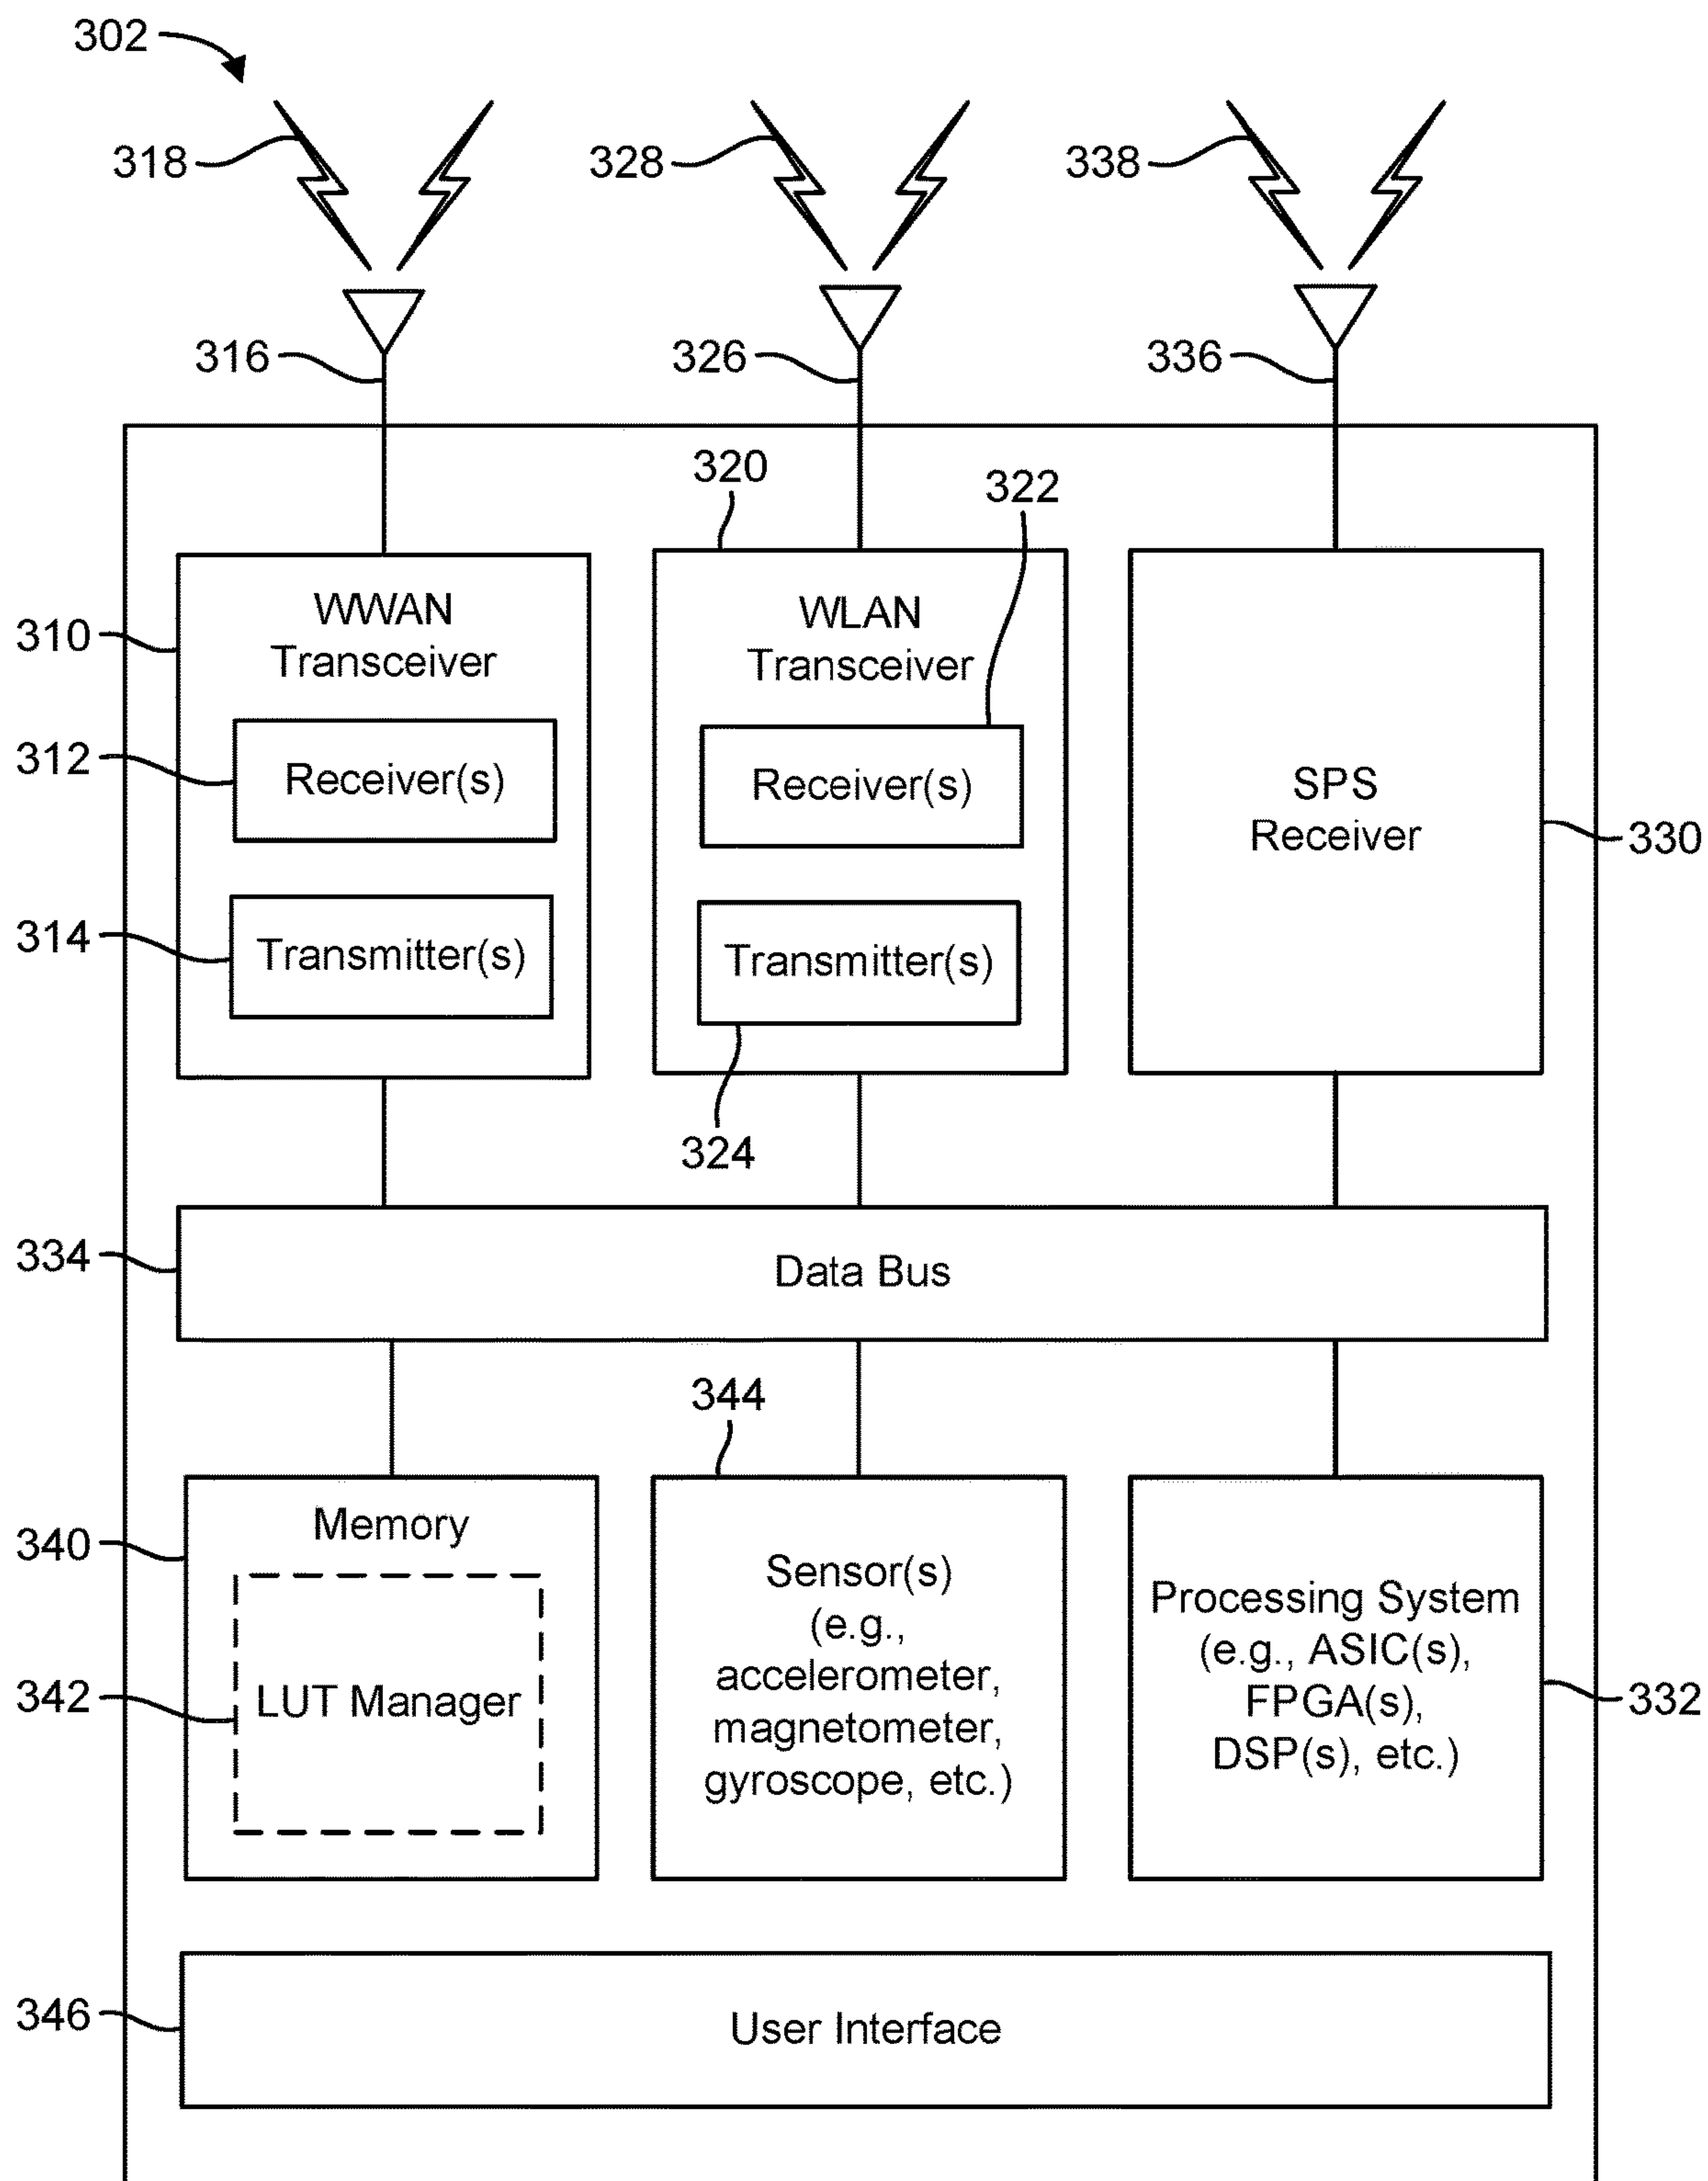 302
318
328
338
316
326
336
320
322
310
WWAN
Transceiver
WLAN
Transceiver
312
Receiver(s)
Receiver(s)
SPS
Receiver
330
314
Transmitter(s)
Transmitter(s)
324
334
Data Bus
344
340
Memory
342
LUT Manager
Sensor(s)
(e.g.,
accelerometer,
magnetometer,
gyroscope, etc.)
Processing System
(e.g., ASIC(s),
FPGA(s),
DSP(s), etc.)
332
346
User Interface